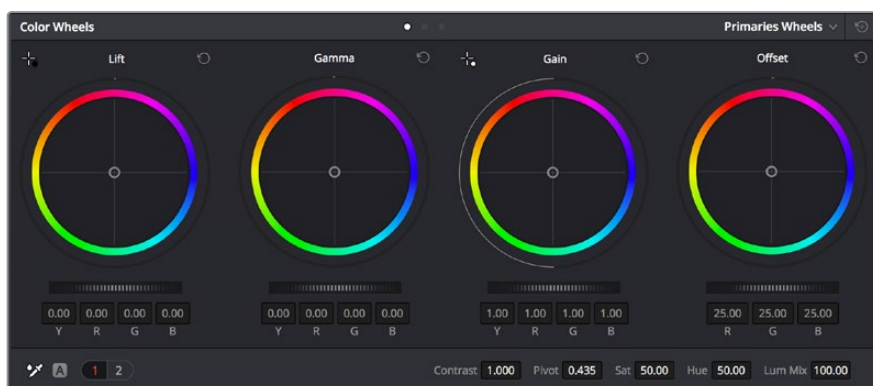 Color Wheels Primaries Wheels
Lift Gamma Gain Offset
0.00 0.00 0.00 0.00 0.00 0.00 0.00 0.00 1.00 1.00 1.00 1.00 25.00 25.00 25.00
Y R G B Y R G B Y R G B R G B
A 1 2 Contrast 1.000 Pivot 0.435 Sat 50.00 Hue 50.00 Lum Mix 100.00